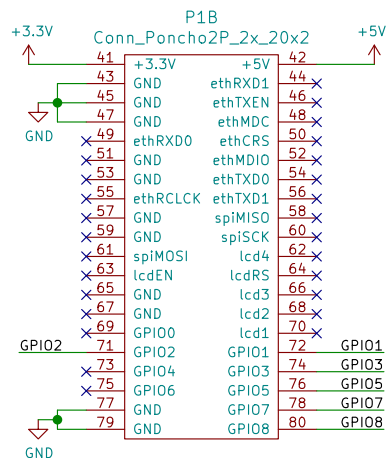 P1B
Conn_Poncho2P_2x_20x2
+3.3V +5V
41 +3.3V +5V 42
43 GND ethRXD1 44
45 GND ethTXEN 46
47 GND ethMDC 48
GND
49 ethRXD0 ethCRS 50
51 GND ethMDIO 52
53 GND ethTXD0 54
55 ethRCLCK ethTXD1 56
57 GND spiMISO 58
59 GND spiSCK 60
61 spiMOSI lcd4 62
63 lcdEN lcdRS 64
65 GND lcd3 66
67 GND lcd2 68
69 GPIO0 lcd1 70
GPIO2 71 GPIO2 GPIO1 72 GPIO1
73 GPIO4 GPIO3 74 GPIO3
75 GPIO6 GPIO5 76 GPIO5
77 GND GPIO7 78 GPIO7
79 GND GPIO8 80 GPIO8
GND